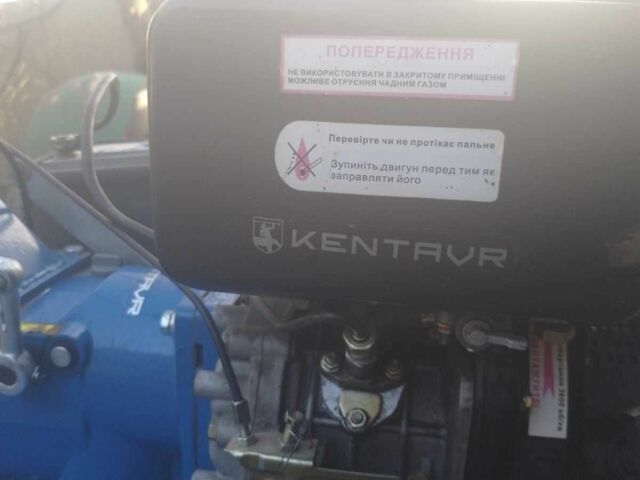 ПОПЕРЕДЖЕННЯ
НЕ ВИКОРИСТОВУВАТИ В ЗАКРИТОМУ ПРИМІЩЕННІ
МОЖЛИВЕ ОТРУЄННЯ ЧАДНИМ ГАЗОМ
Перевірте чи не протікає пальне
Зупиніть двигун перед тим як
заправляти його
KENTAVR